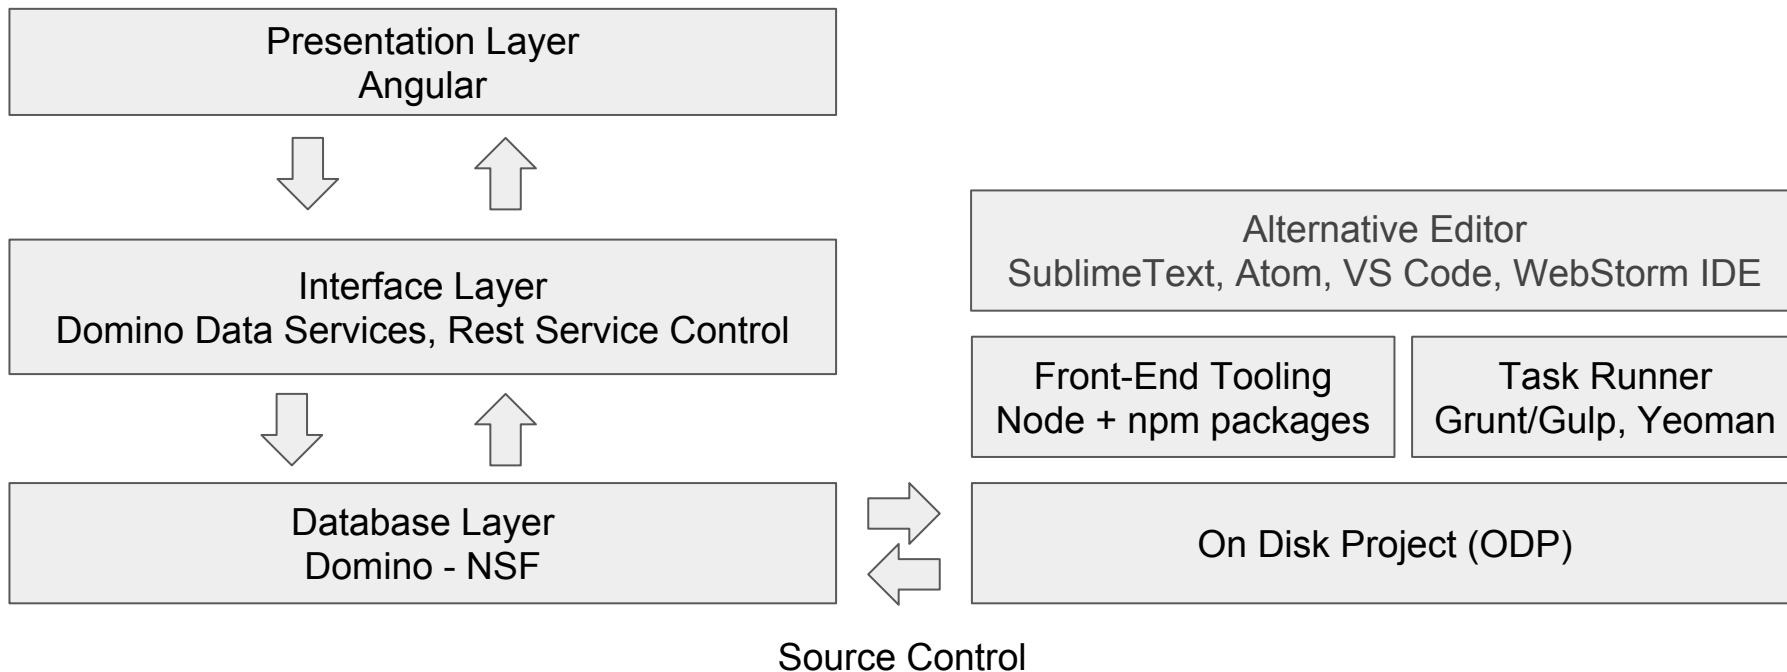 Presentation Layer
Angular
Interface Layer
Domino Data Services, Rest Service Control
Database Layer
Domino - NSF
Alternative Editor
SublimeText, Atom, VS Code, WebStorm IDE
Front-End Tooling
Node + npm packages
Task Runner
Grunt/Gulp, Yeoman
On Disk Project (ODP)
Source Control